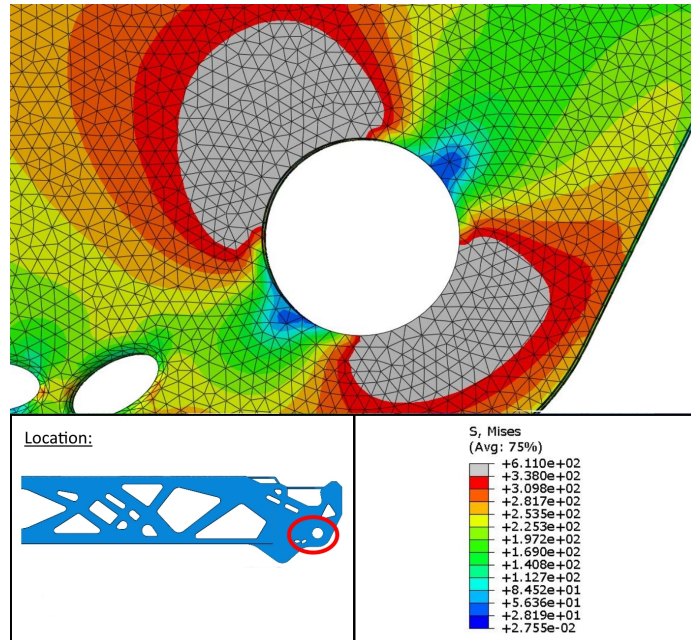 Location:
S, Mises
(Avg: 75%)
+6.110e+02
+3.380e+02
+3.098e+02
+2.817e+02
+2.535e+02
+2.253e+02
+1.972e+02
+1.690e+02
+1.408e+02
+1.127e+02
+8.452e+01
+5.636e+01
+2.819e+01
+2.755e-02